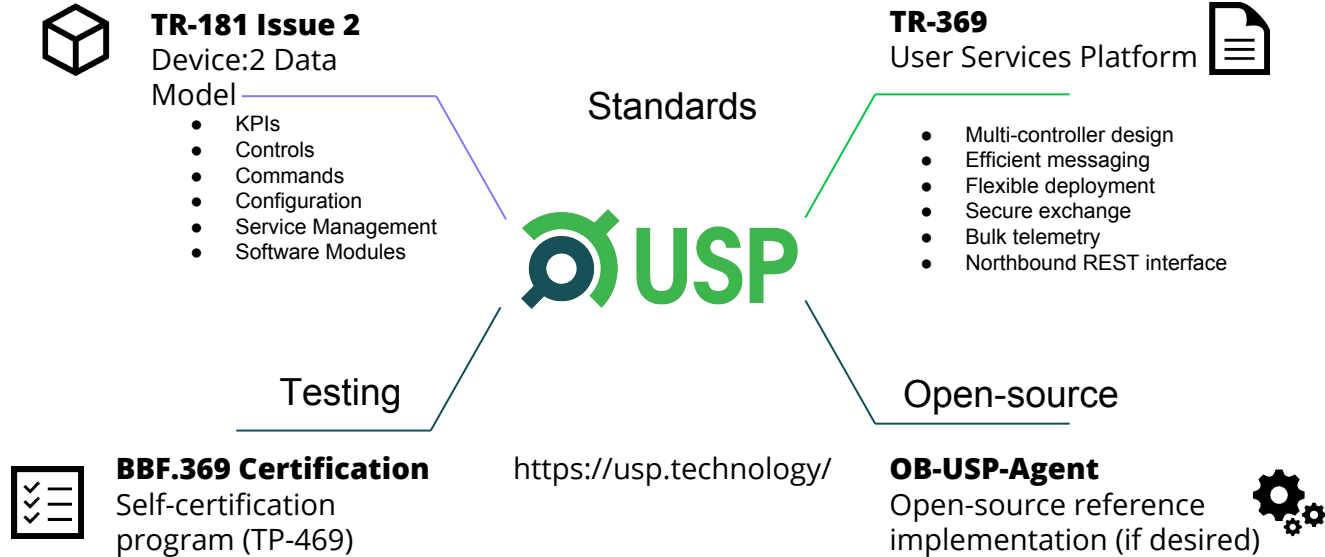 TR-181 Issue 2
Device:2 Data
Model
● KPIs
● Controls
● Commands
● Configuration
● Service Management
● Software Modules
Standards
TR-369
User Services Platform
● Multi-controller design
● Efficient messaging
● Flexible deployment
● Secure exchange
● Bulk telemetry
● Northbound REST interface
USP
Testing
BBF.369 Certification
Self-certification
program (TP-469)
https://usp.technology/
Open-source
OB-USP-Agent
Open-source reference
implementation (if desired)